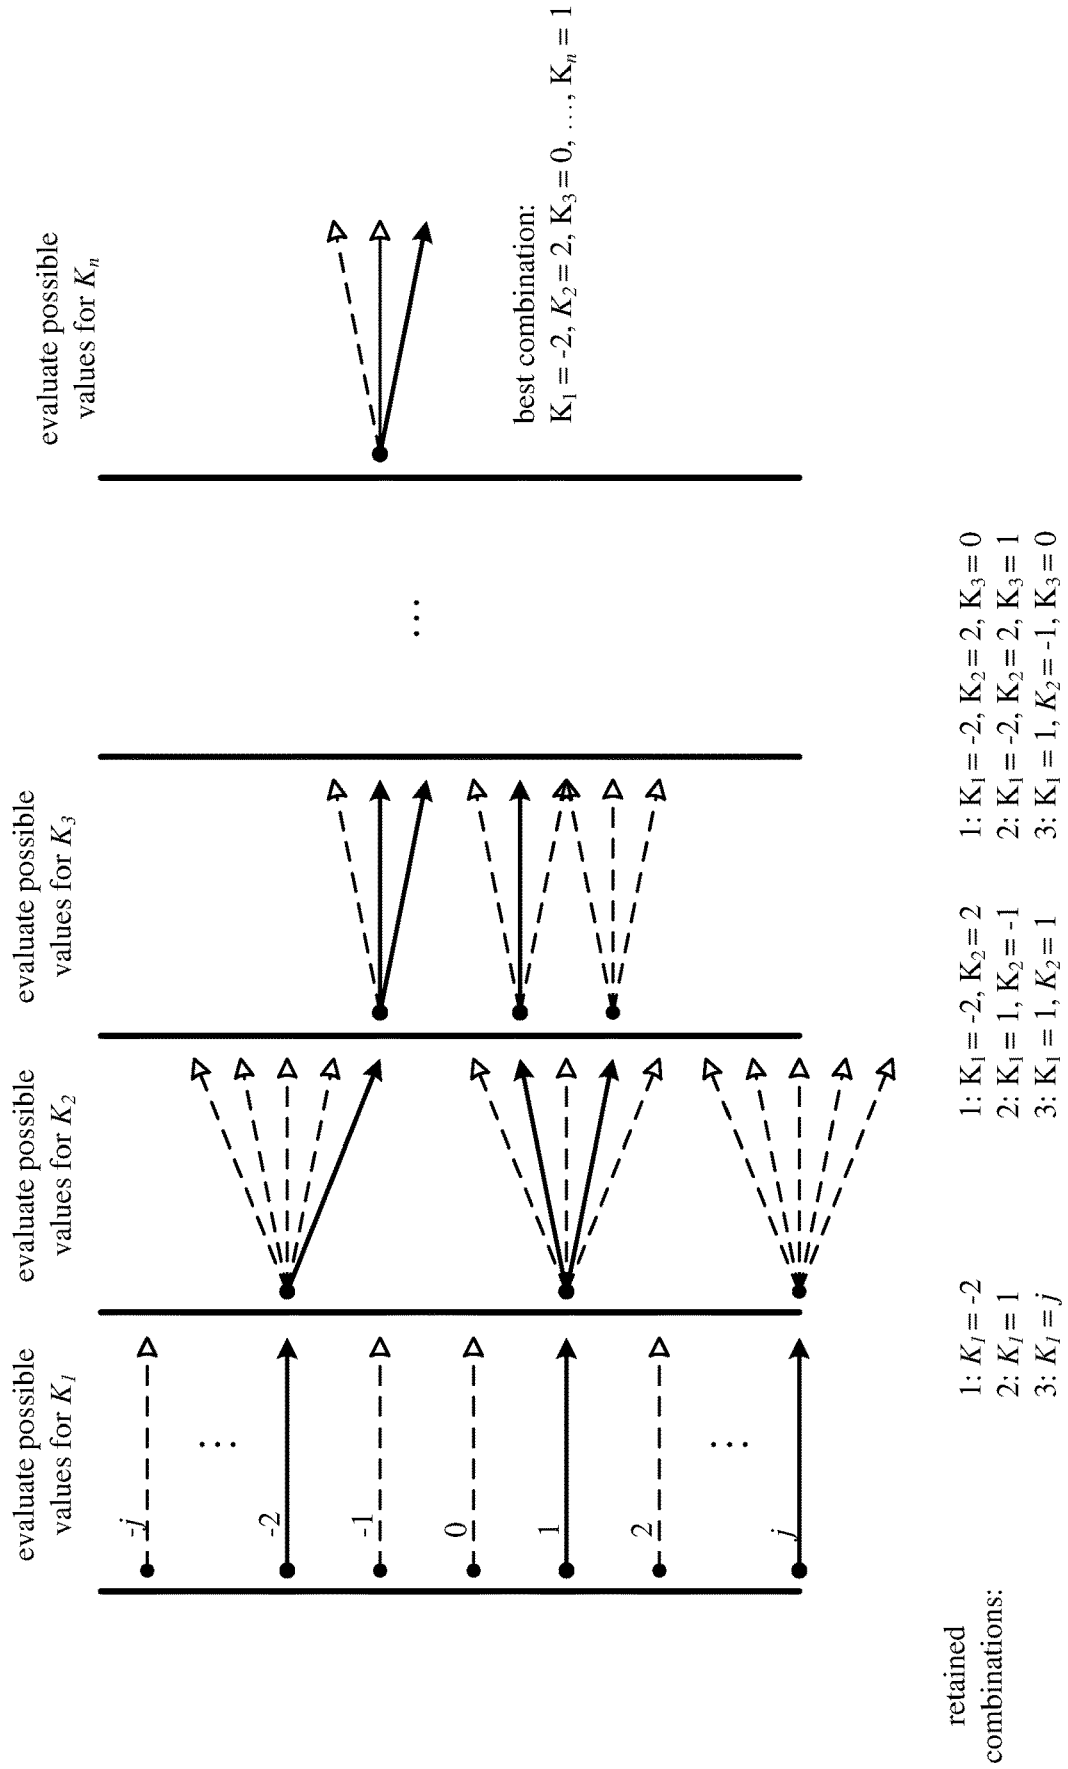 evaluate possible
values for K1
evaluate possible
values for K2
evaluate possible
values for K3
evaluate possible
values for Kn
-j
...
-2
-1
0
1
2
...
j
...
best combination:
K1 = -2, K2 = 2, K3 = 0, ..., Kn = 1
retained
combinations:
1: K1 = -2
2: K1 = 1
3: K1 = j
1: K1 = -2, K2 = 2
2: K1 = 1, K2 = -1
3: K1 = 1, K2 = 1
1: K1 = -2, K2 = 2, K3 = 0
2: K1 = -2, K2 = 2, K3 = 1
3: K1 = 1, K2 = -1, K3 = 0